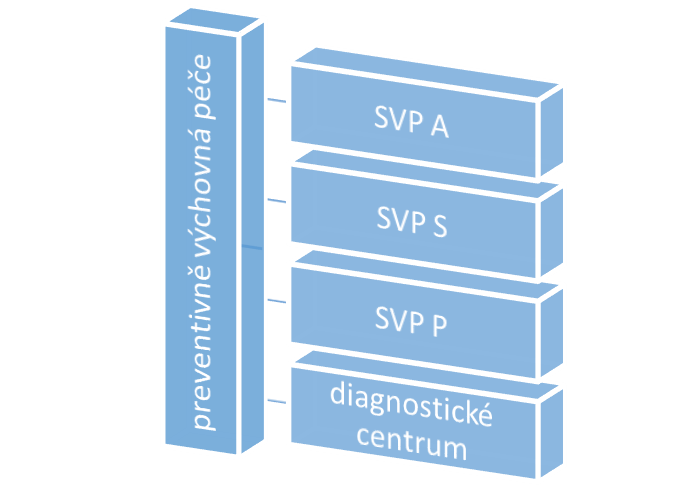 preventivně výchovná péče
SVP A
SVP S
SVP P
diagnostické
centrum